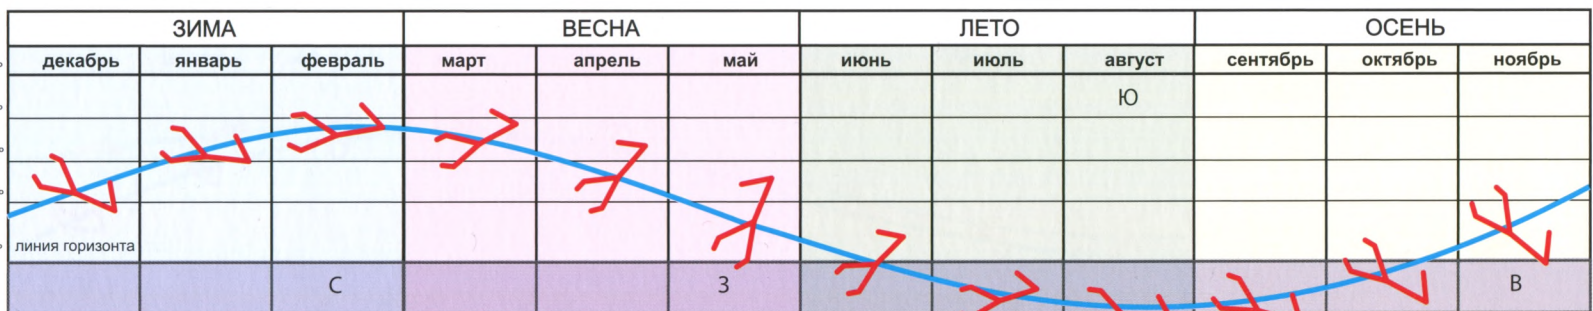 ЗИМА ВЕСНА ЛЕТО ОСЕНЬ
декабрь январь февраль март апрель май июнь июль август сентябрь октябрь ноябрь
Ю
линия горизонта
С З В